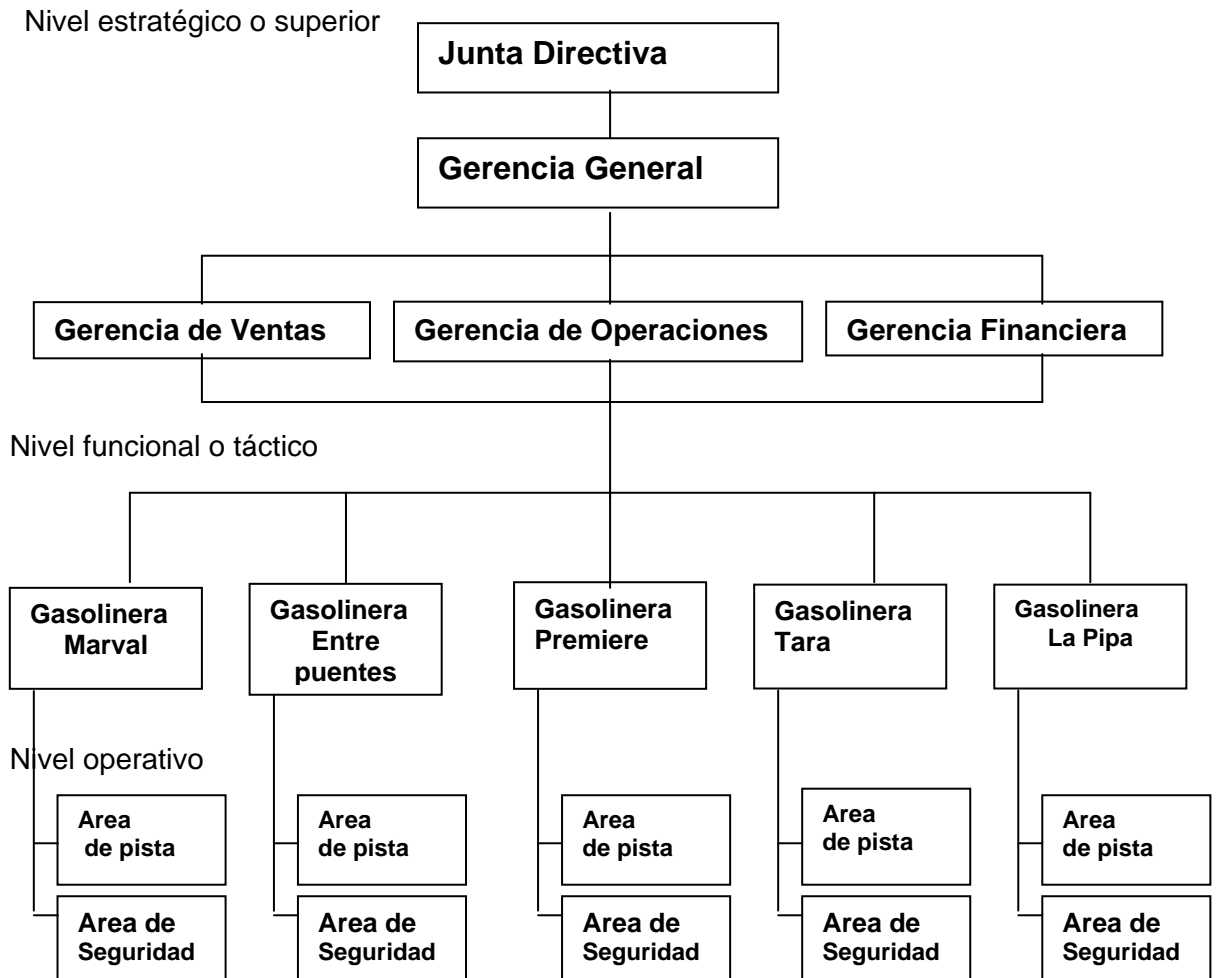 Nivel estratégico o superior
Junta Directiva
Gerencia General
Gerencia de Ventas
Gerencia de Operaciones
Gerencia Financiera
Nivel funcional o táctico
Gasolinera
Marval
Gasolinera
Entre
puentes
Gasolinera
Premiere
Gasolinera
Tara
Gasolinera
La Pipa
Nivel operativo
Area
de pista
Area
de pista
Area
de pista
Area
de pista
Area
de pista
Area de
Seguridad
Area de
Seguridad
Area de
Seguridad
Area de
Seguridad
Area de
Seguridad